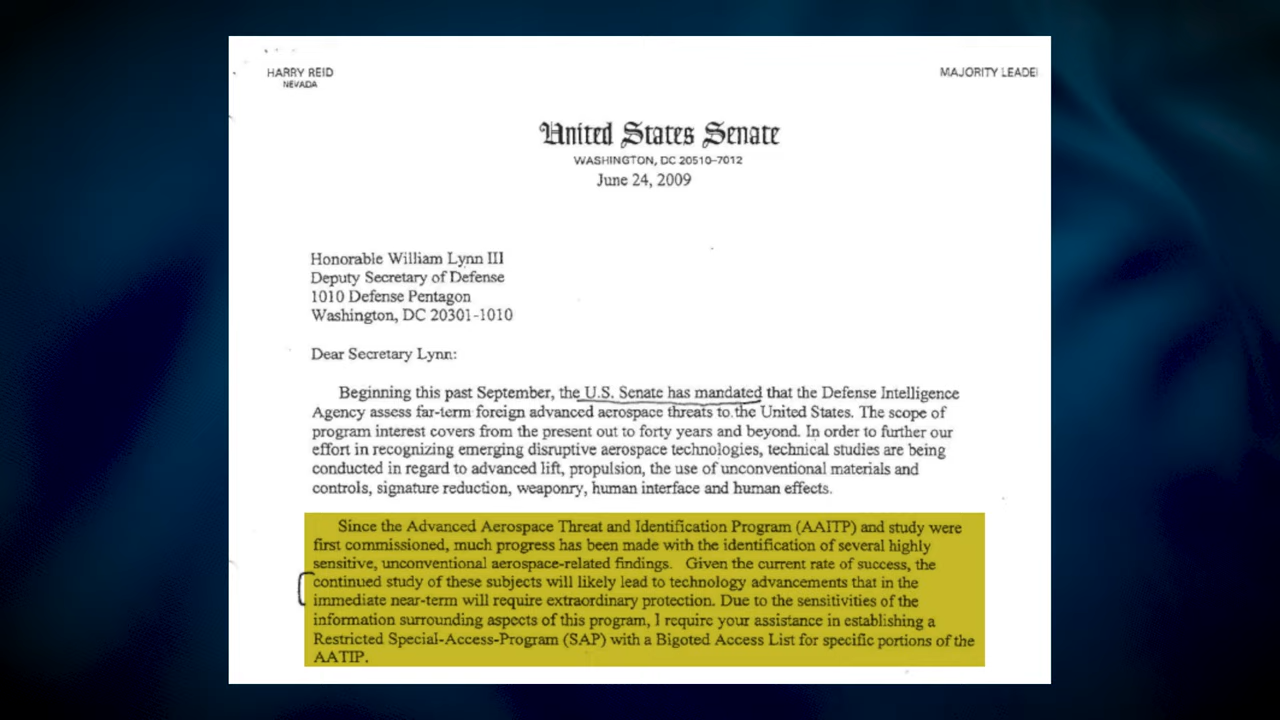 HARRY REID
NEVADA
MAJORITY LEADE
United States Senate
WASHINGTON, DC 20510-7012
June 24, 2009
Honorable William Lynn III
Deputy Secretary of Defense
1010 Defense Pentagon
Washington, DC 20301-1010
Dear Secretary Lynn:
Beginning this past September, the U.S. Senate has mandated that the Defense Intelligence
Agency assess far-term foreign advanced aerospace threats to the United States. The scope of
program interest covers from the present out to forty years and beyond. In order to further our
effort in recognizing emerging disruptive aerospace technologies, technical studies are being
conducted in regard to advanced lift, propulsion, the use of unconventional materials and
controls, signature reduction, weaponry, human interface and human effects.
Since the Advanced Aerospace Threat and Identification Program (AAITP) and study were
first commissioned, much progress has been made with the identification of several highly
sensitive, unconventional aerospace-related findings. Given the current rate of success, the
continued study of these subjects will likely lead to technology advancements that in the
immediate near-term will require extraordinary protection. Due to the sensitivities of the
information surrounding aspects of this program, I require your assistance in establishing a
Restricted Special-Access-Program (SAP) with a Bigoted Access List for specific portions of the
AATIP.